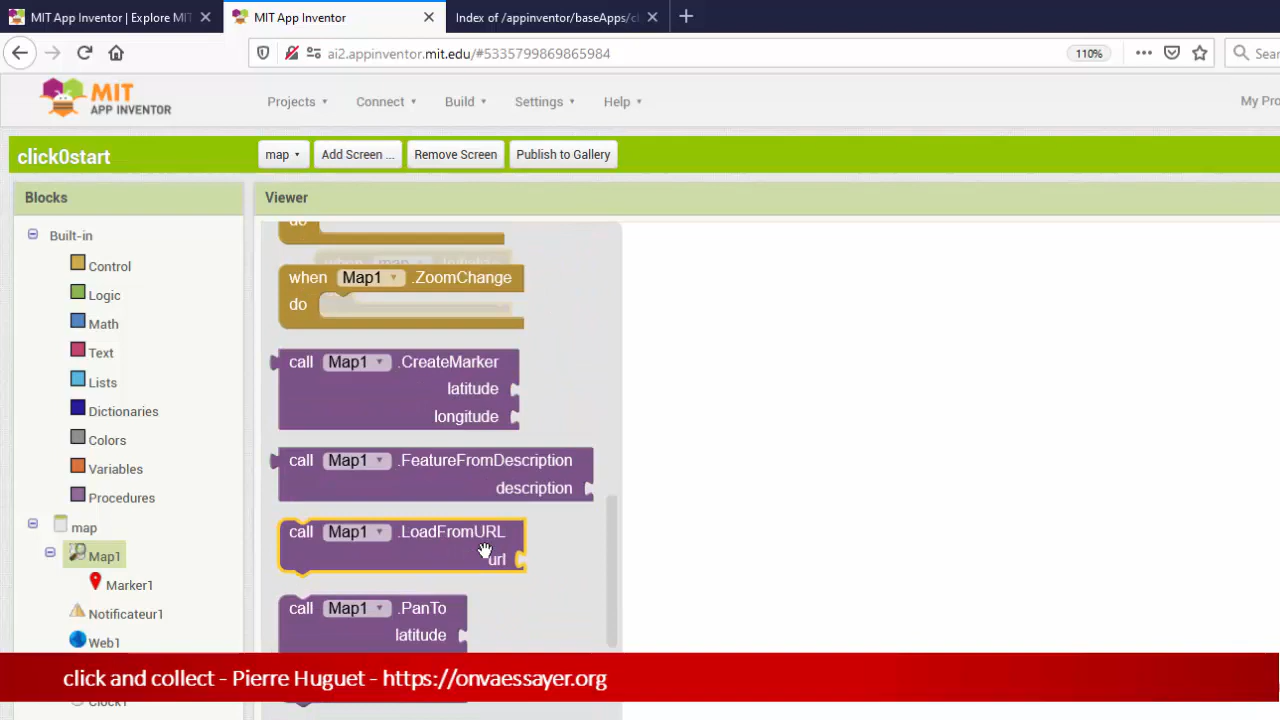 MIT App Inventor | Explore MIT
MIT App Inventor
Index of /appinventor/baseApps/cl
ai2.appinventor.mit.edu/#5335799869865984
110%
Sear
MIT
APP INVENTOR
Projects
Connect
Build
Settings
Help
My Pro
click0start
map
Add Screen ...
Remove Screen
Publish to Gallery
Blocks
Viewer
Built-in
Control
Logic
Math
Text
Lists
Dictionaries
Colors
Variables
Procedures
map
Map1
Marker1
Notificateur1
Web1
Clock1
do
when Map1 .ZoomChange
do
call Map1 .CreateMarker
latitude
longitude
call Map1 .FeatureFromDescription
description
call Map1 .LoadFromURL
url
call Map1 .PanTo
latitude
click and collect - Pierre Huguet - https://onvaessayer.org